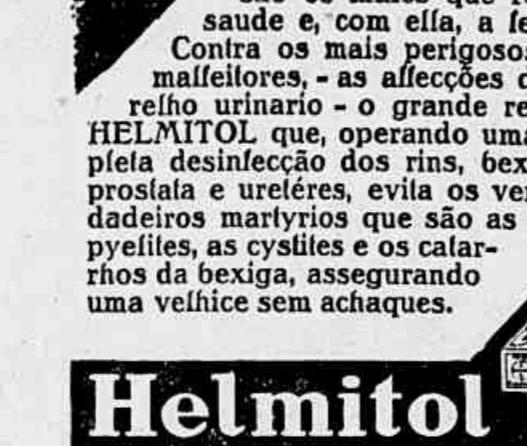 saude e, com ella, a fe
Contra os mais perigosos
malfeitores, - as affecções d
relho urinario - o grande re
HELMITOL que, operando uma
pleta desinfecção dos rins, bex
prostata e uretéres, evita os ver
dadeiros martyrios que são as
pyelites, as cystites e os catar-
rhos da bexiga, assegurando
uma velhice sem achaques.
Helmitol